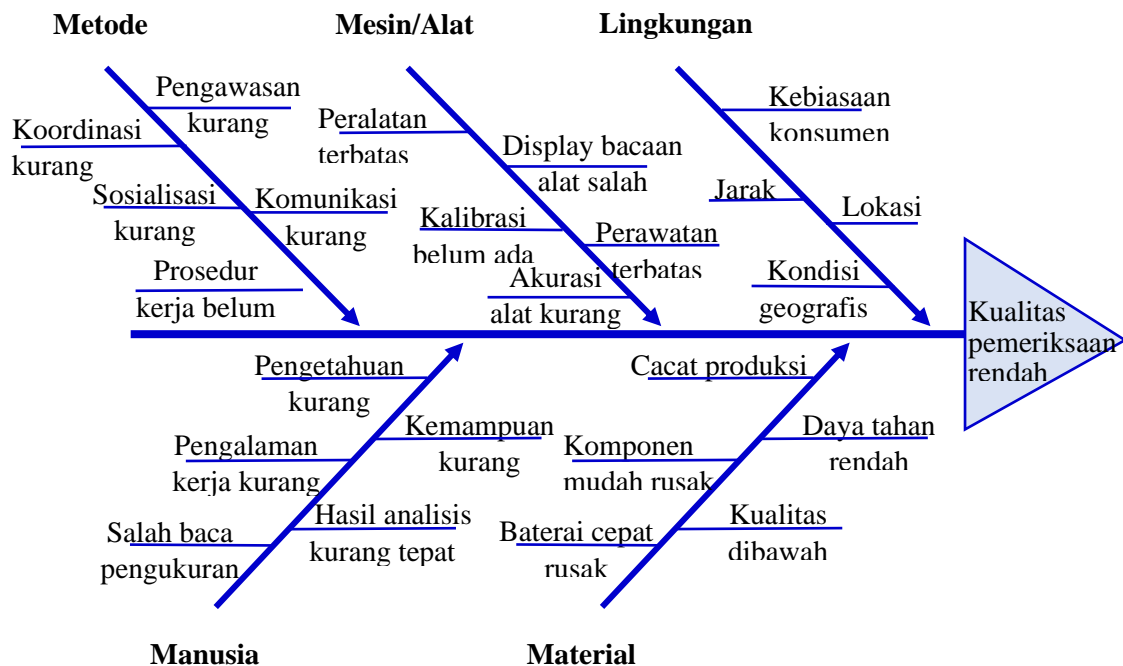 Metode
Mesin/Alat
Lingkungan
Pengawasan
kurang
Koordinasi
kurang
Sosialisasi
kurang
Komunikasi
kurang
Prosedur
kerja belum
Peralatan
terbatas
Display bacaan
alat salah
Kalibrasi
belum ada
Perawatan
terbatas
Akurasi
alat kurang
Kebiasaan
konsumen
Jarak
Lokasi
Kondisi
geografis
Kualitas
pemeriksaan
rendah
Pengetahuan
kurang
Kemampuan
kurang
Pengalaman
kerja kurang
Hasil analisis
kurang tepat
Salah baca
pengukuran
Cacat produksi
Daya tahan
rendah
Komponen
mudah rusak
Kualitas
dibawah
Baterai cepat
rusak
Manusia
Material